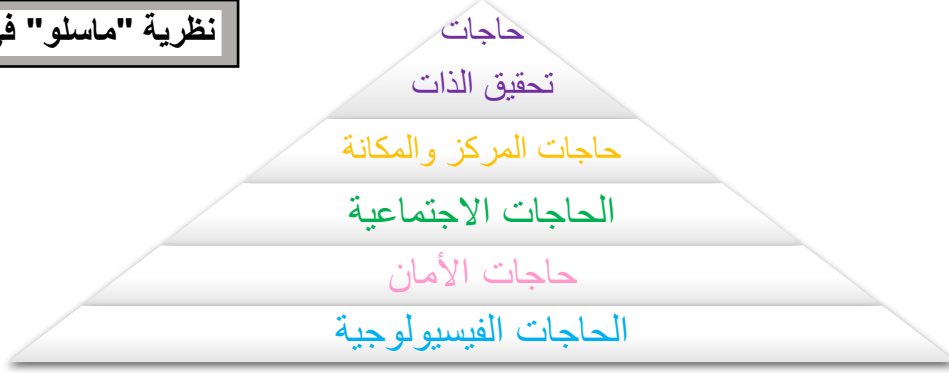 نظرية "ماسلو" في
حاجات
تحقيق الذات
حاجات المركز والمكانة
الحاجات الاجتماعية
حاجات الأمان
الحاجات الفيسيولوجية